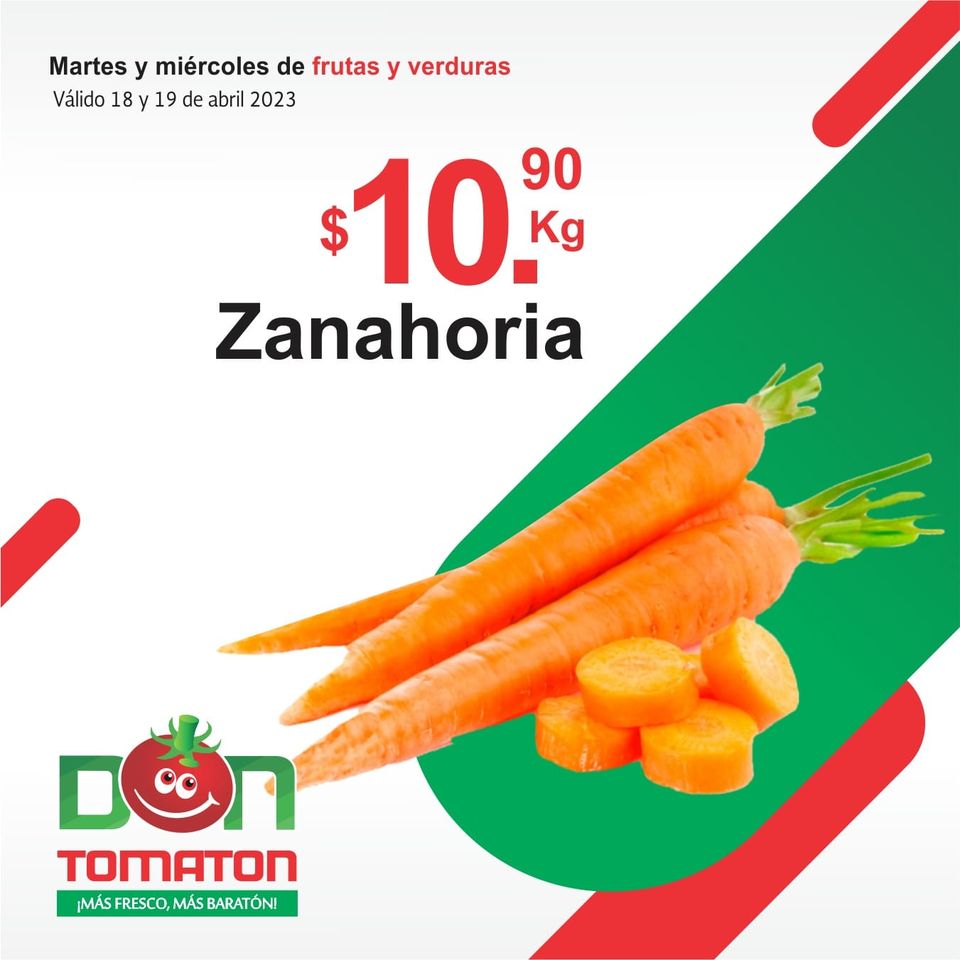 Martes y miércoles de frutas y verduras
Válido 18 y 19 de abril 2023
$10.90
Kg
Zanahoria
DON
TOMATON
¡MÁS FRESCO, MÁS BARATÓN!